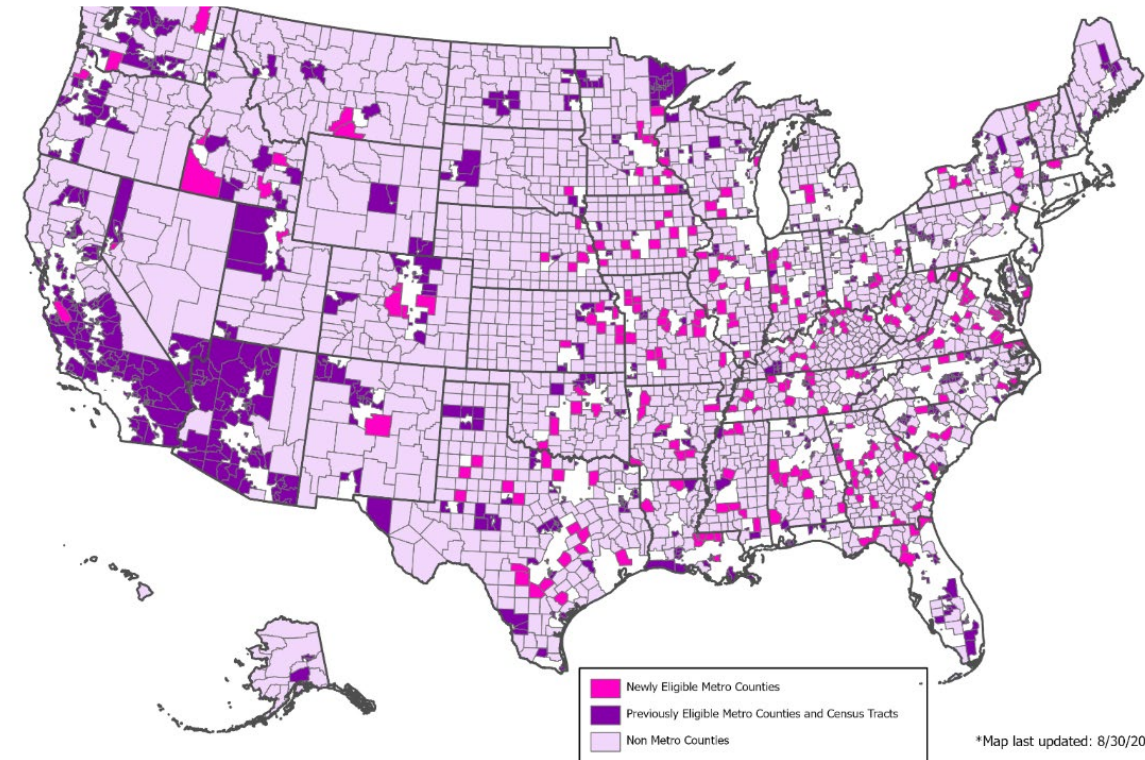 Newly Eligible Metro Counties
Previously Eligible Metro Counties and Census Tracts
Non Metro Counties
*Map last updated: 8/30/20